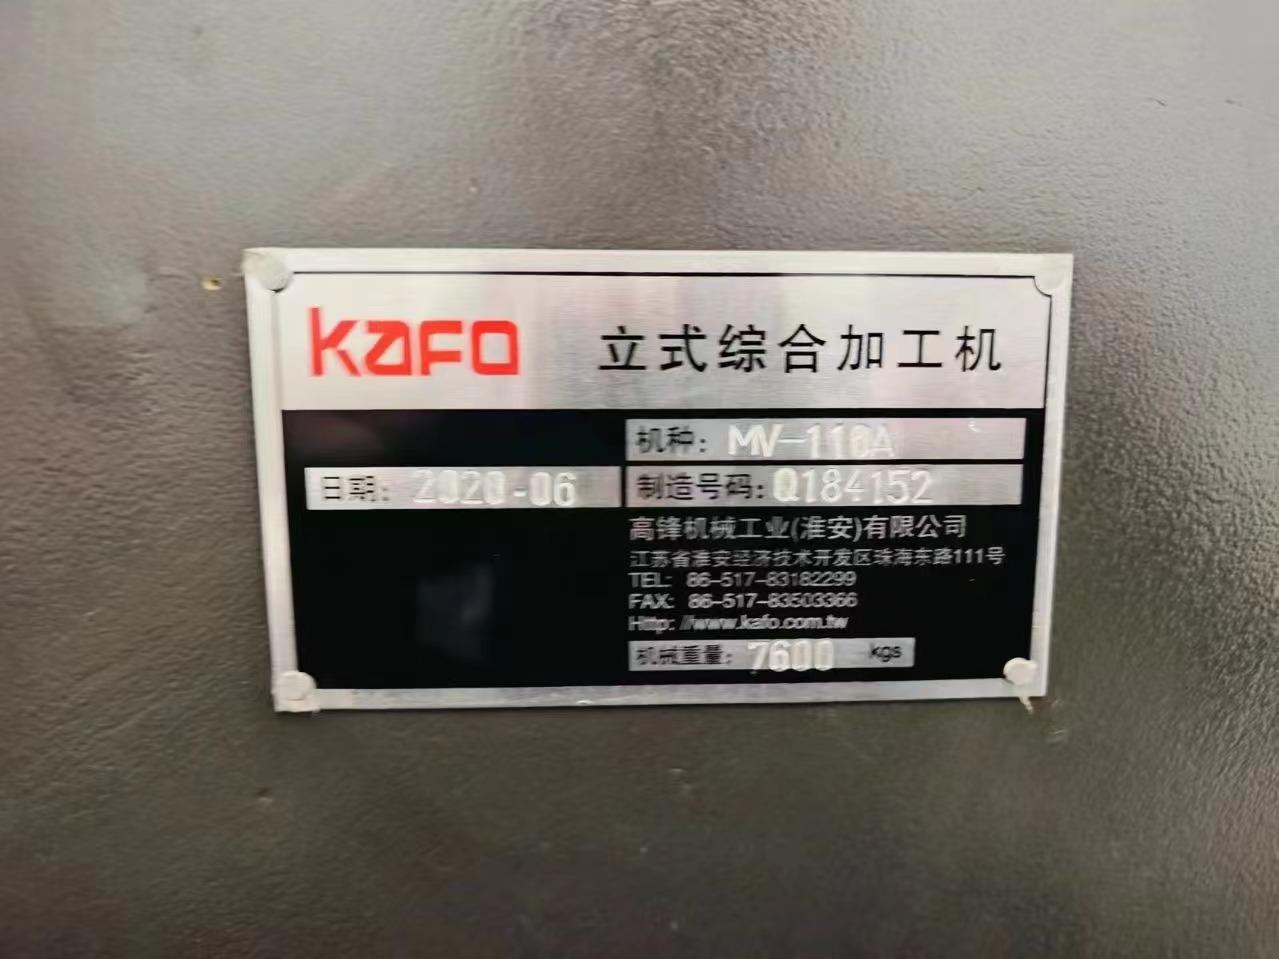 KAFO 立式综合加工机
机种: MV-110A
日期: 2020-06 制造号码: Q184152
高锋机械工业(淮安)有限公司
江苏省淮安经济技术开发区珠海东路111号
TEL: 86-517-83182299
FAX: 86-517-83503366
Http: //www.kafo.com.tw
机械重量: 7600 kgs